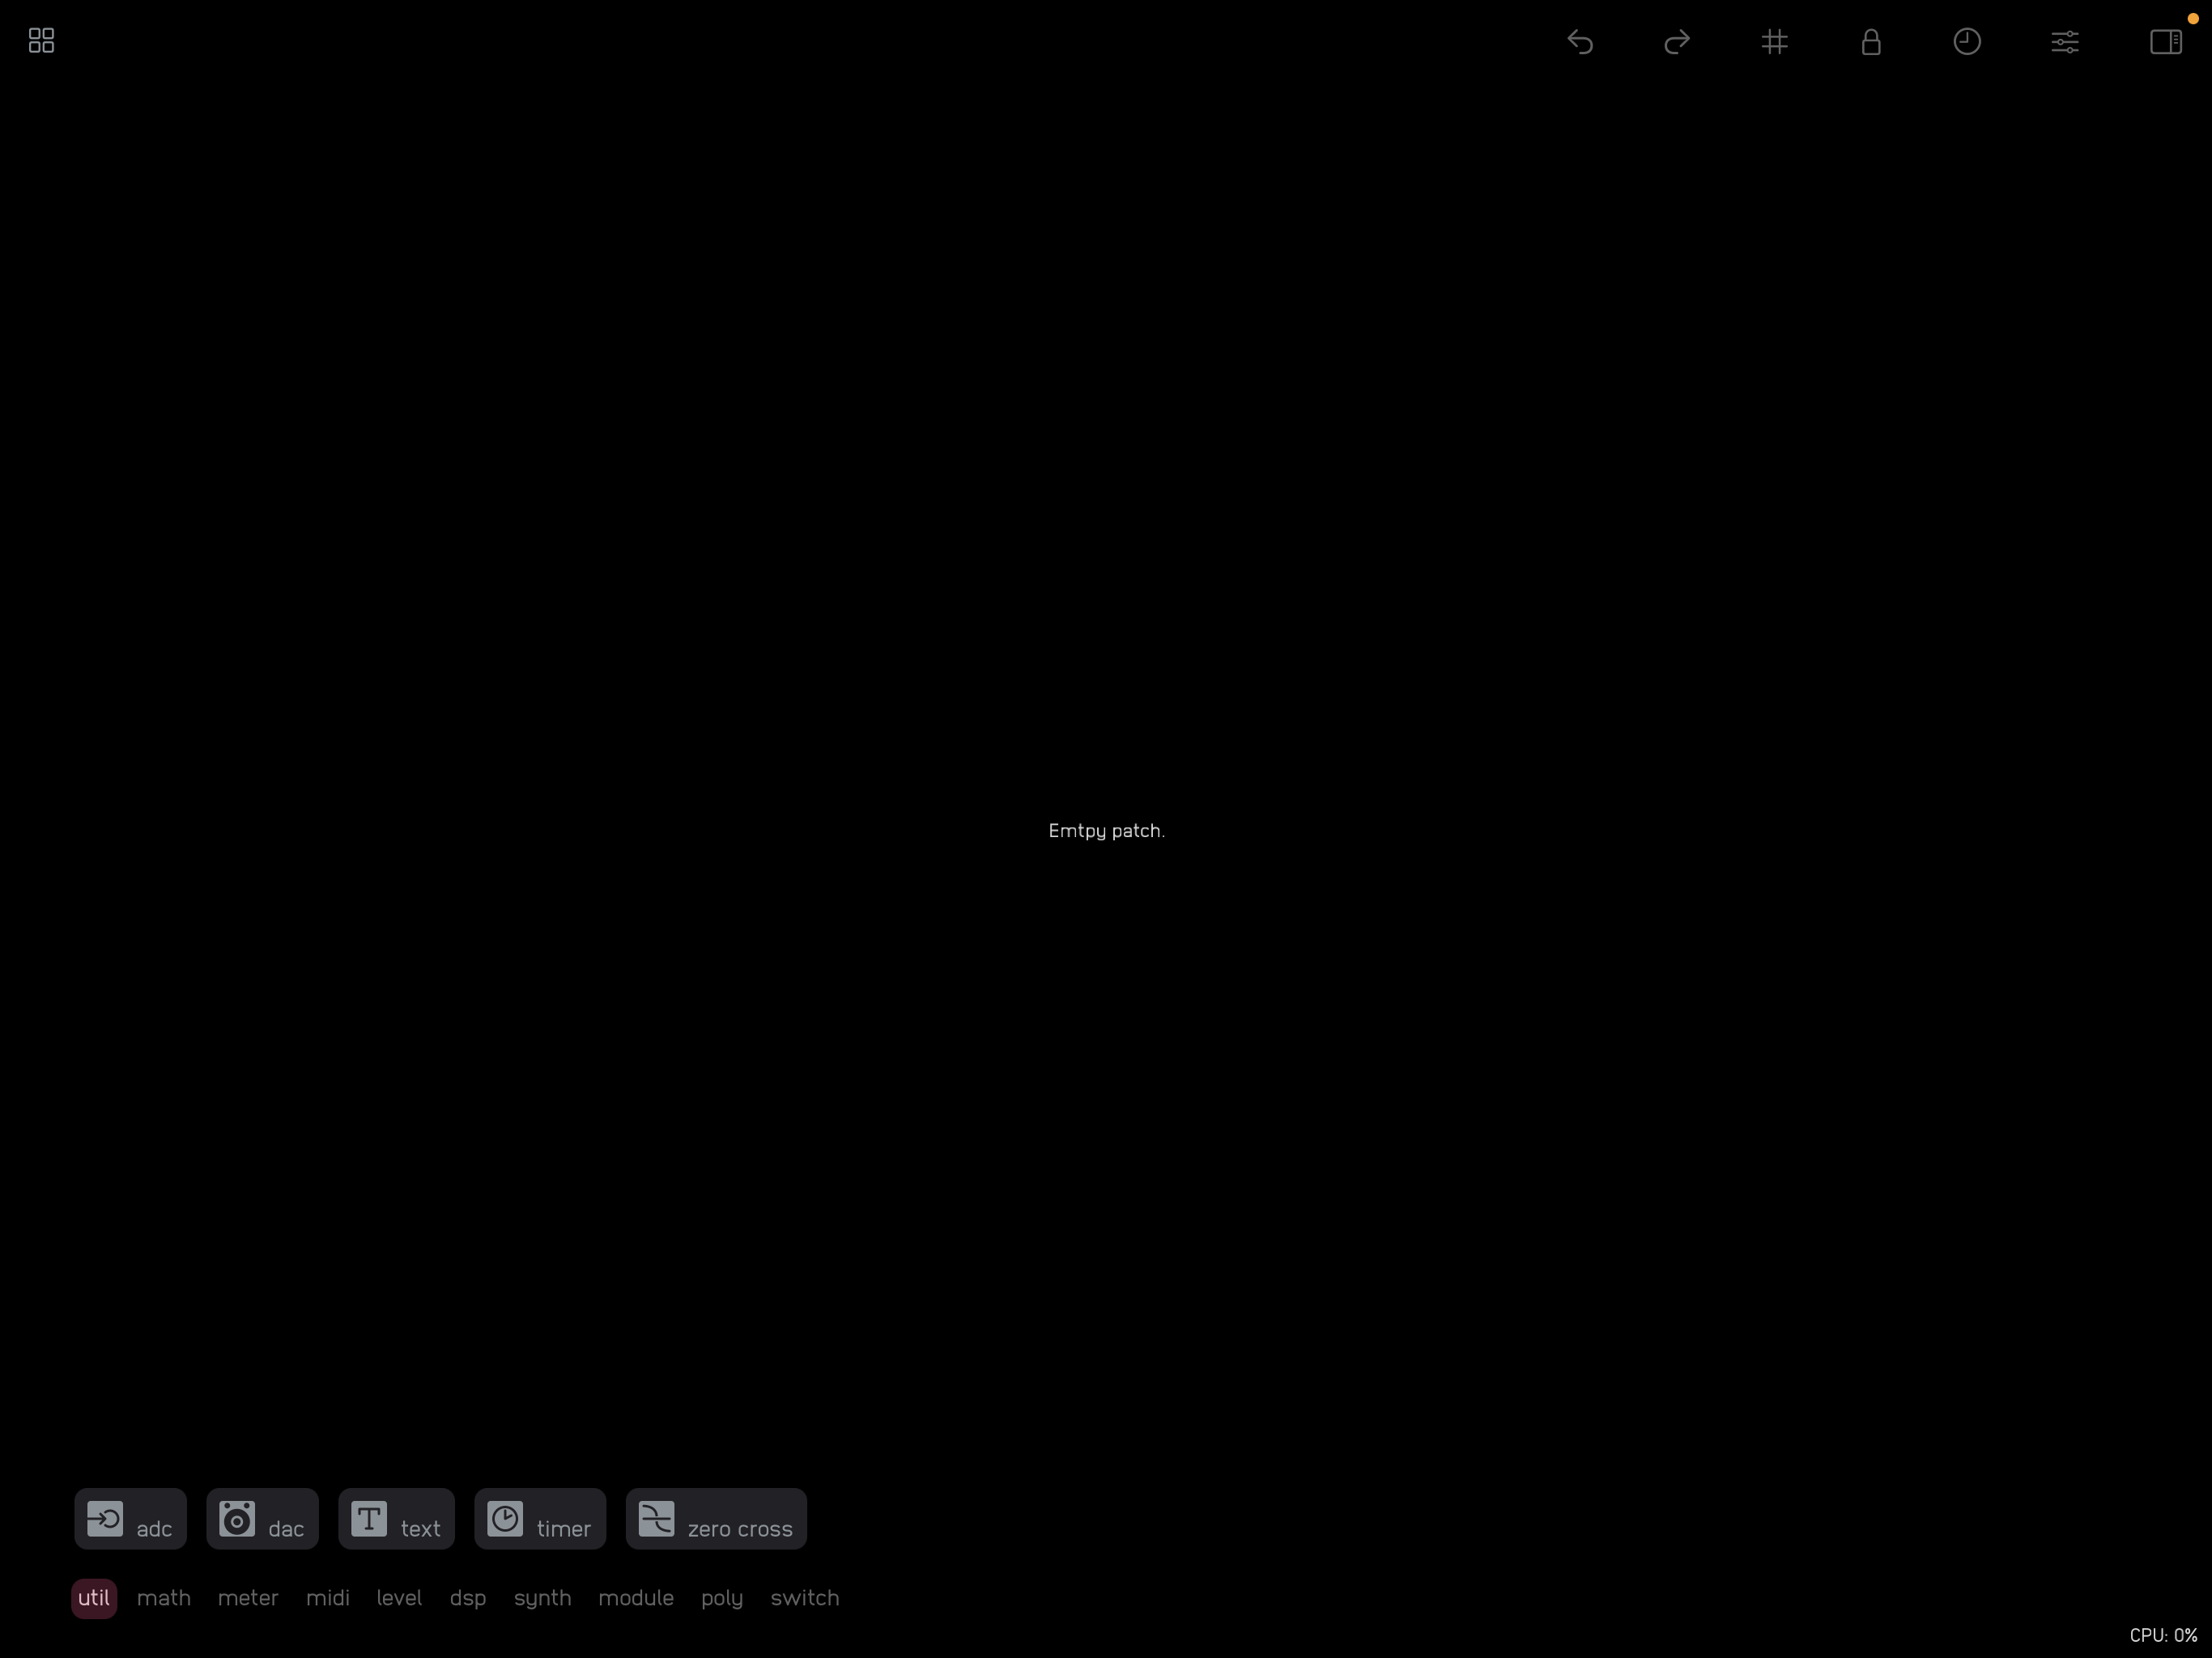 Emtpy patch.
adc dac text timer zero cross
util math meter midi level dsp synth module poly switch
CPU: 0%